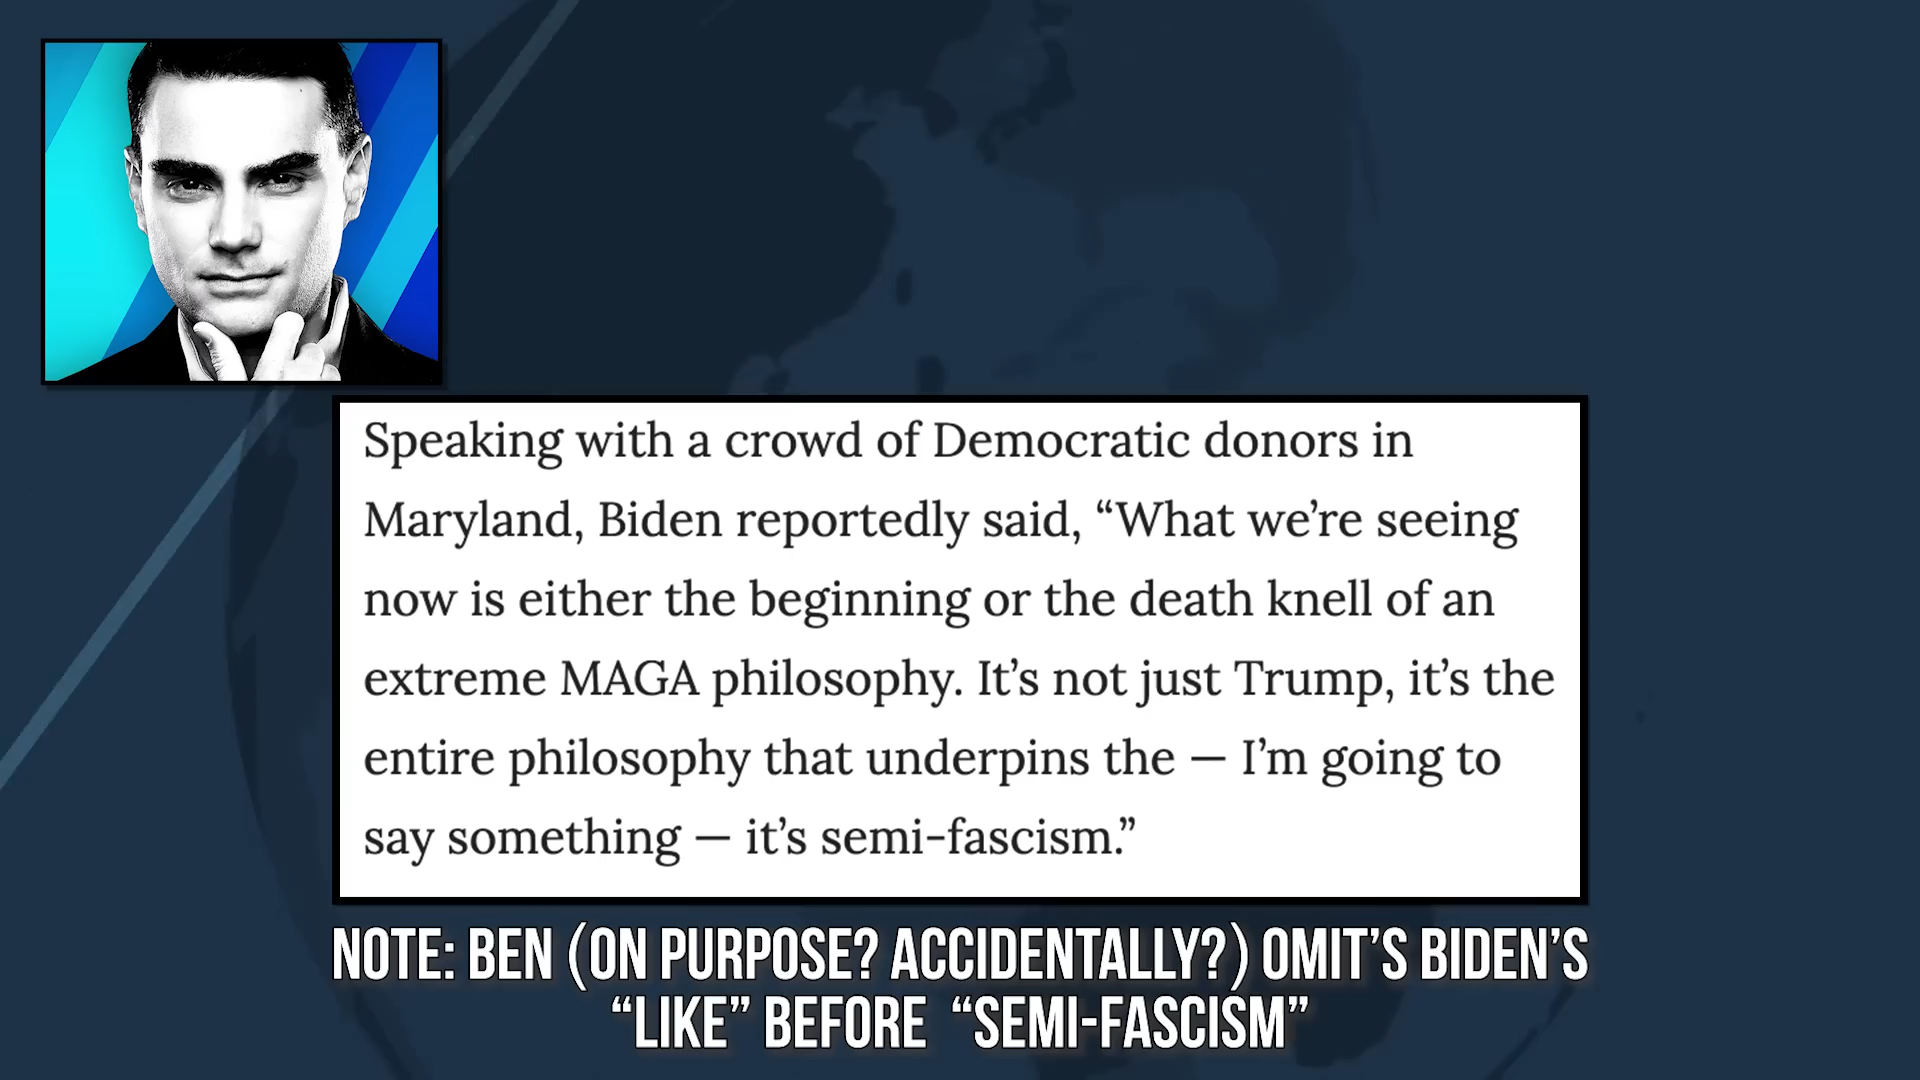 Speaking with a crowd of Democratic donors in
Maryland, Biden reportedly said, “What we’re seeing
now is either the beginning or the death knell of an
extreme MAGA philosophy. It’s not just Trump, it’s the
entire philosophy that underpins the — I’m going to
say something — it’s semi-fascism.”
NOTE: BEN (ON PURPOSE? ACCIDENTALLY?) OMIT’S BIDEN’S
“LIKE” BEFORE “SEMI-FASCISM”